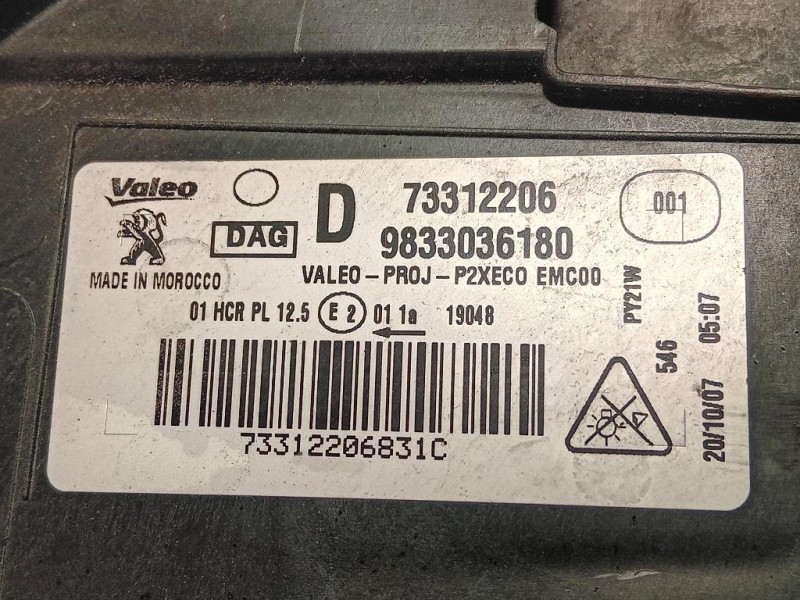 Valeo
DAG
MADE IN MOROCCO
D
73312206
9833036180
001
VALEO-PROJ-P2XECO EMC00
01 HCR PL 12.5 E 2 01 1a 19048
73312206831C
PY21W
546
20/10/07 05:07